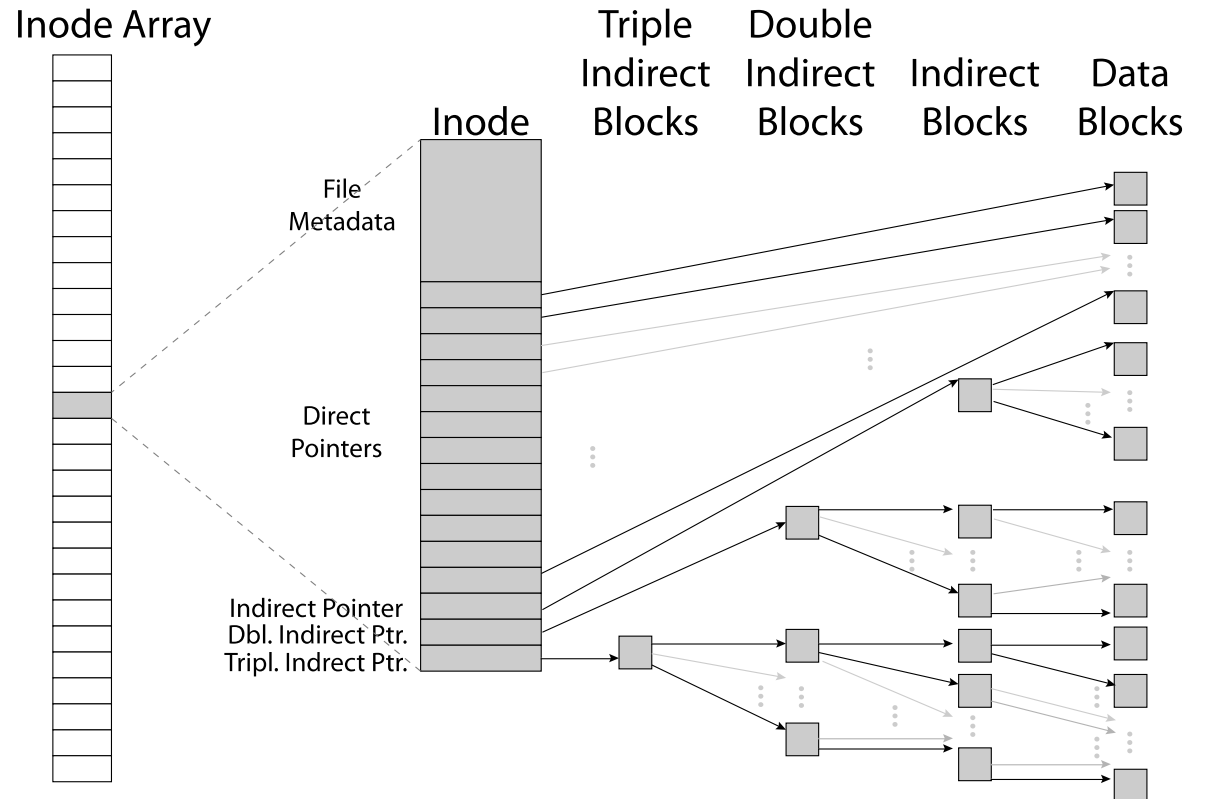 Inode Array
Triple
Indirect
Blocks
Double
Indirect
Blocks
Indirect
Blocks
Data
Blocks
Inode
File
Metadata
Direct
Pointers
Indirect Pointer
Dbl. Indirect Ptr.
Tripl. Indirect Ptr.